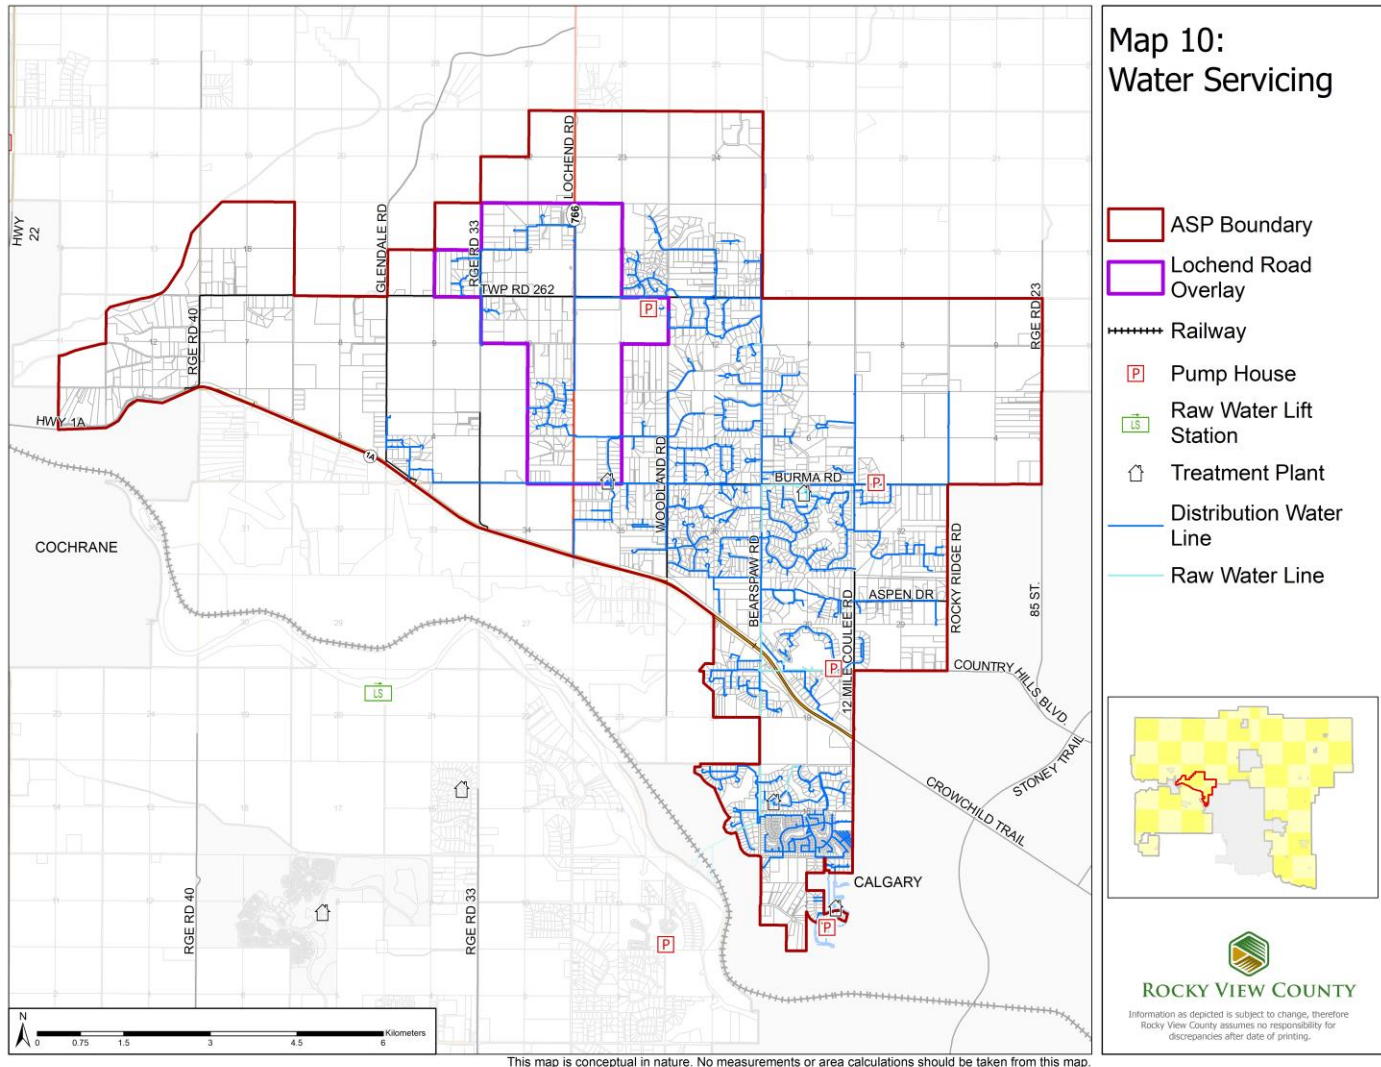 Map 10:
Water Servicing
ASP Boundary
Lochend Road
Overlay
Railway
P
Pump House
LS
Raw Water Lift
Station
Treatment Plant
Distribution Water
Line
Raw Water Line
ROCKY VIEW COUNTY
Information as depicted is subject to change, therefore
Rocky View County assumes no responsibility for
discrepancies after date of printing.
HWY
22
GLENDALE RD
RGE RD 33
LOCHEND RD
766
TWP RD 262
RGE RD 40
RGE RD 23
HWY 1A
1A
P
WOODLAND RD
BURMA RD
P
COCHRANE
BEARSPAW RD
ASPEN DR
12 MILE COULEE RD
ROCKY RIDGE RD
85 ST.
P
COUNTRY HILLS BLVD.
LS
STONEY TRAIL
CROWCHILD TRAIL
CALGARY
RGE RD 40
RGE RD 33
P
P
N
0 0.75 1.5 3 4.5 6
Kilometers
This map is conceptual in nature. No measurements or area calculations should be taken from this map.